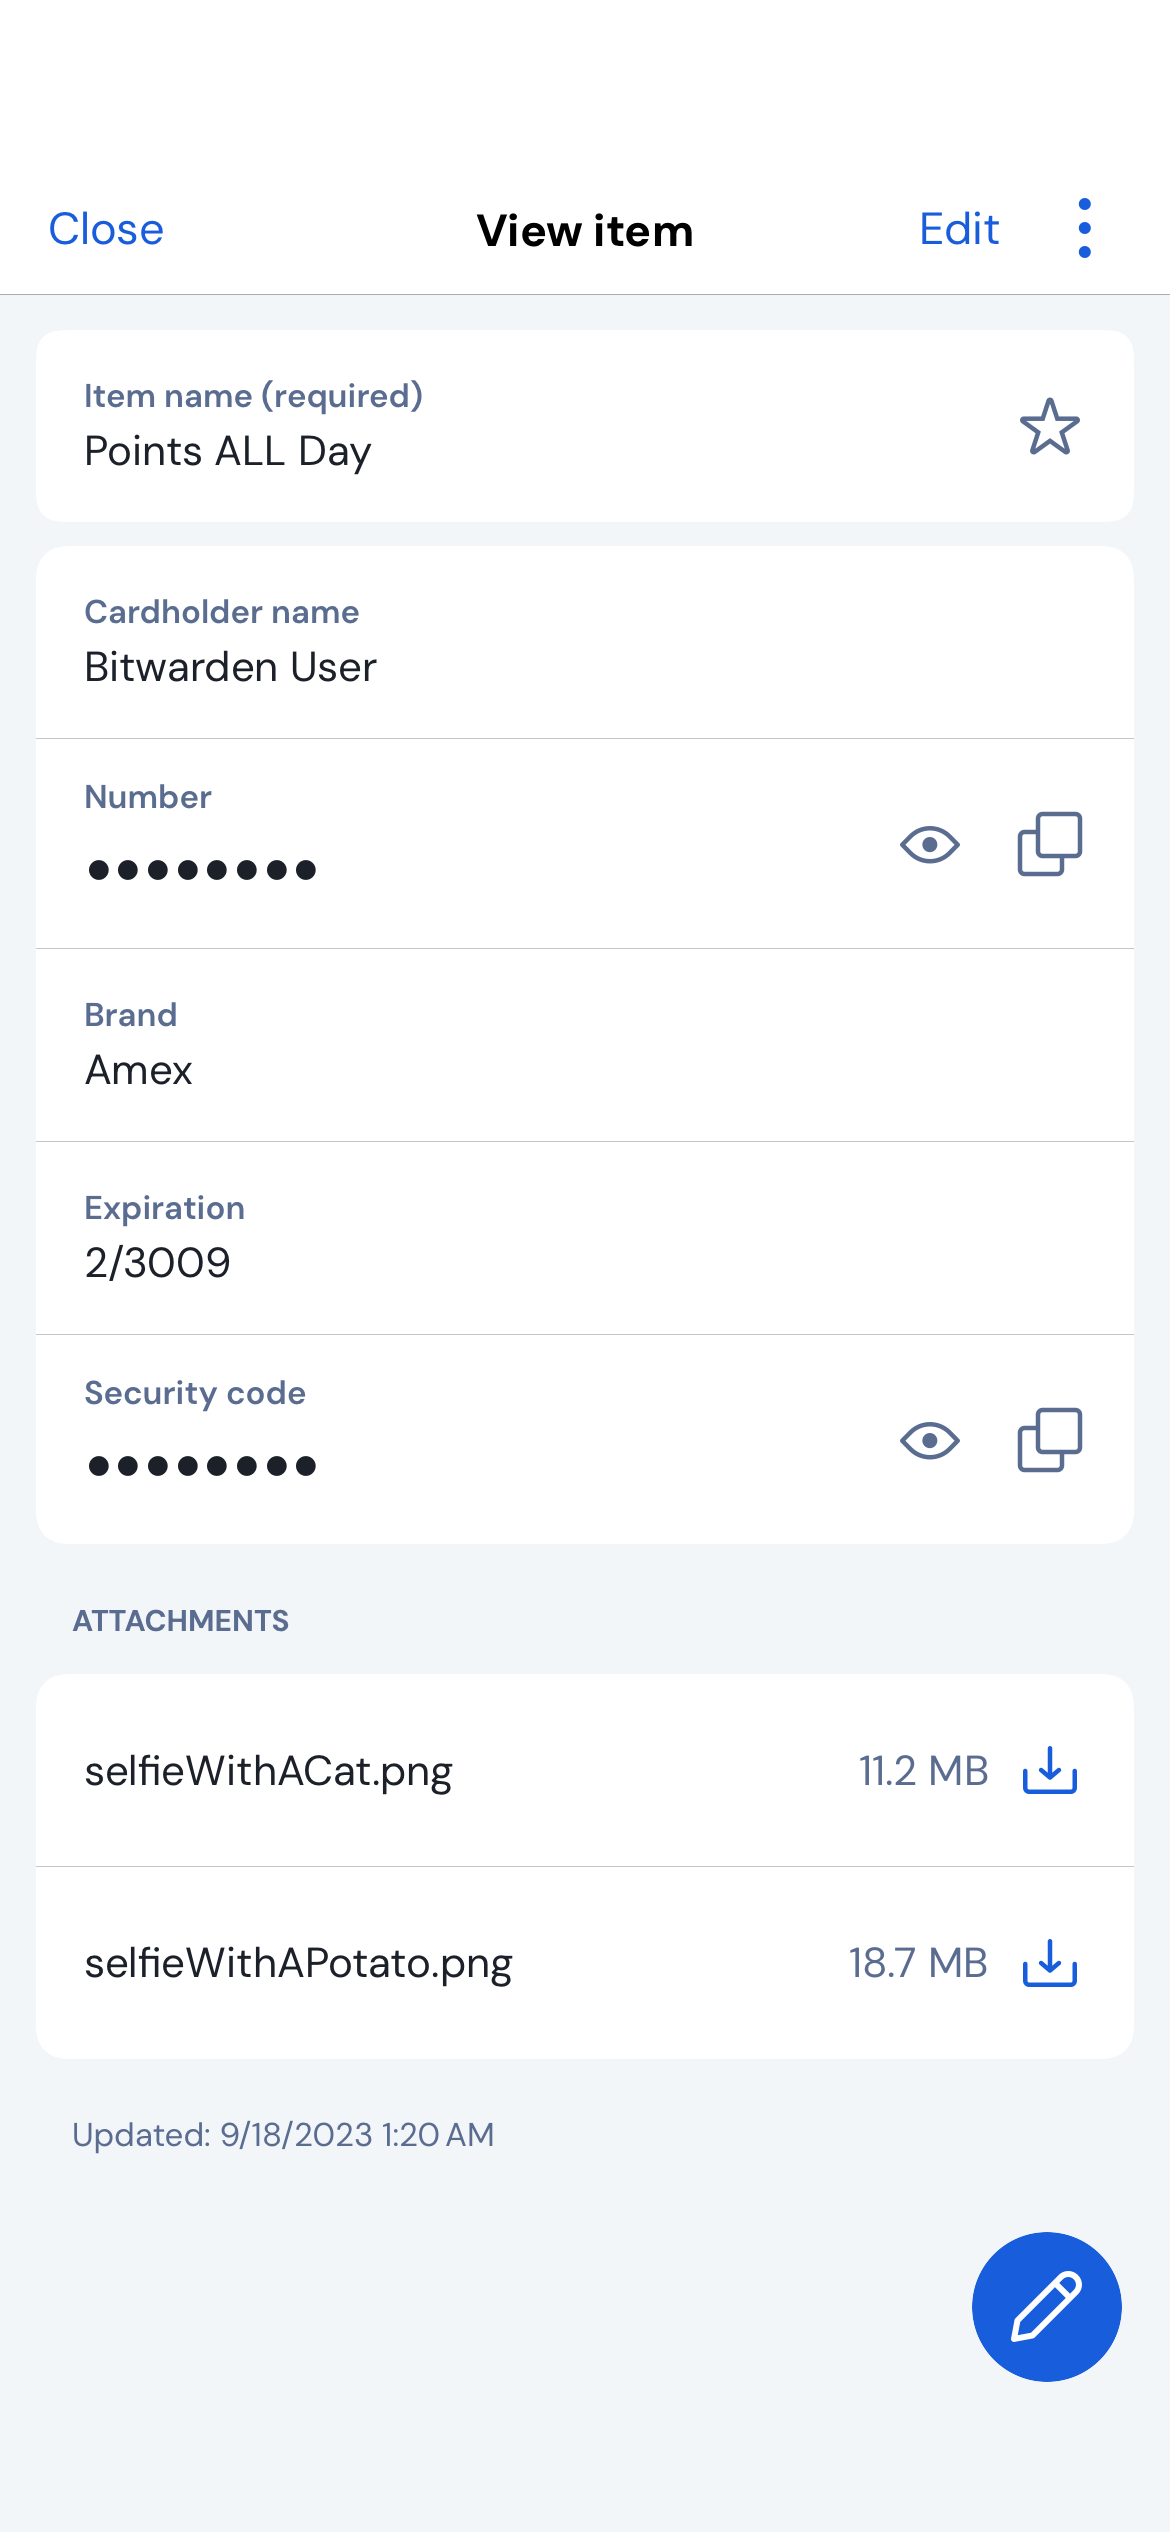 Close
View item
Edit
Item name (required)
Points ALL Day
Cardholder name
Bitwarden User
Number
●●●●●●●●
Brand
Amex
Expiration
2/3009
Security code
●●●●●●●●
ATTACHMENTS
selfieWithACat.png
11.2 MB
selfieWithAPotato.png
18.7 MB
Updated: 9/18/2023 1:20 AM